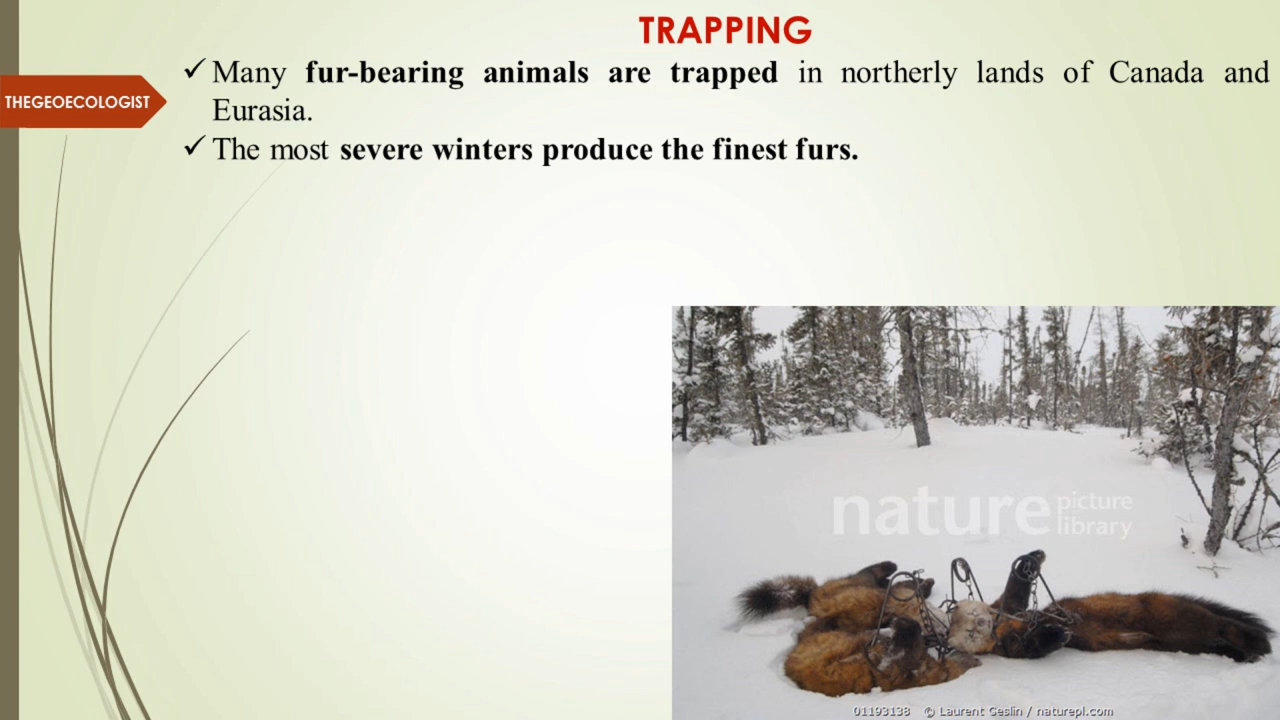 TRAPPING
✓ Many fur-bearing animals are trapped in northerly lands of Canada and
THEGEOECOLOGIST
Eurasia.
✓ The most severe winters produce the finest furs.
nature picture library
01193138 © Laurent Geslin / naturepl.com